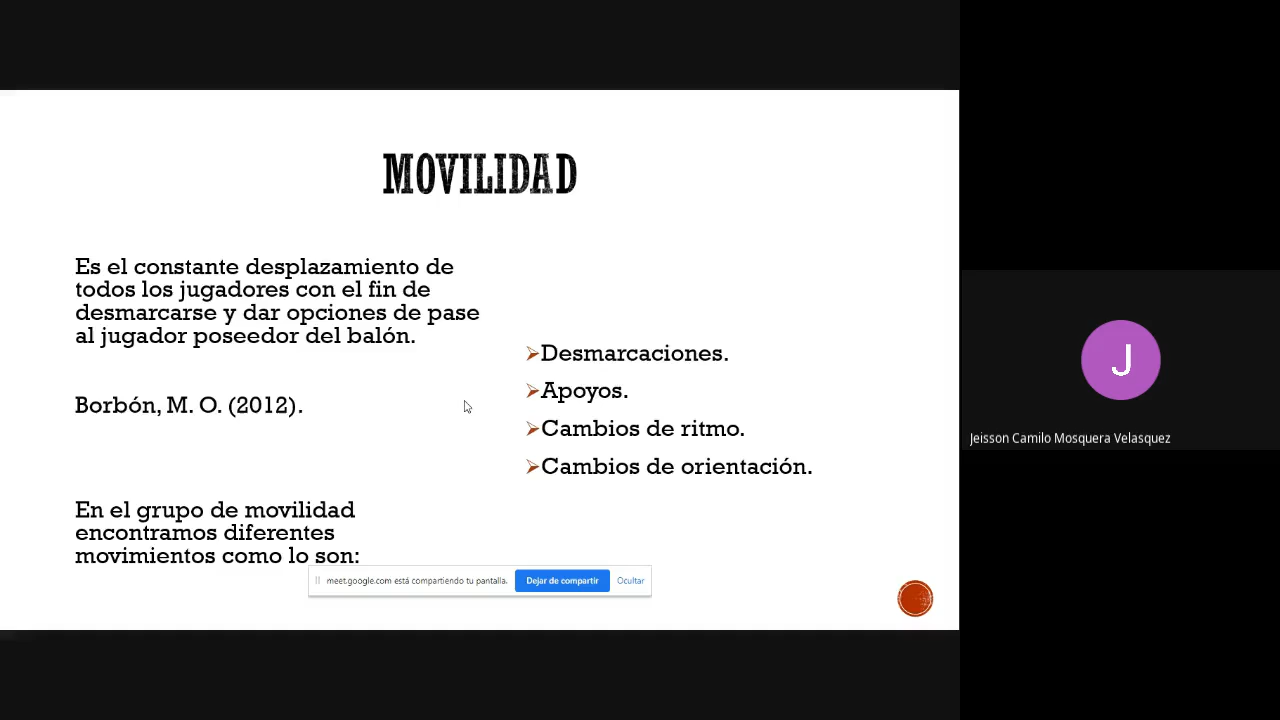 MOVILIDAD
Es el constante desplazamiento de
todos los jugadores con el fin de
desmarcarse y dar opciones de pase
al jugador poseedor del balón.
Borbón, M. O. (2012).
En el grupo de movilidad
encontramos diferentes
movimientos como lo son:
Desmarcaciones.
Apoyos.
Cambios de ritmo.
Cambios de orientación.
meet.google.com está compartiendo tu pantalla.
Dejar de compartir
Ocultar
J
Jeisson Camilo Mosquera Velasquez